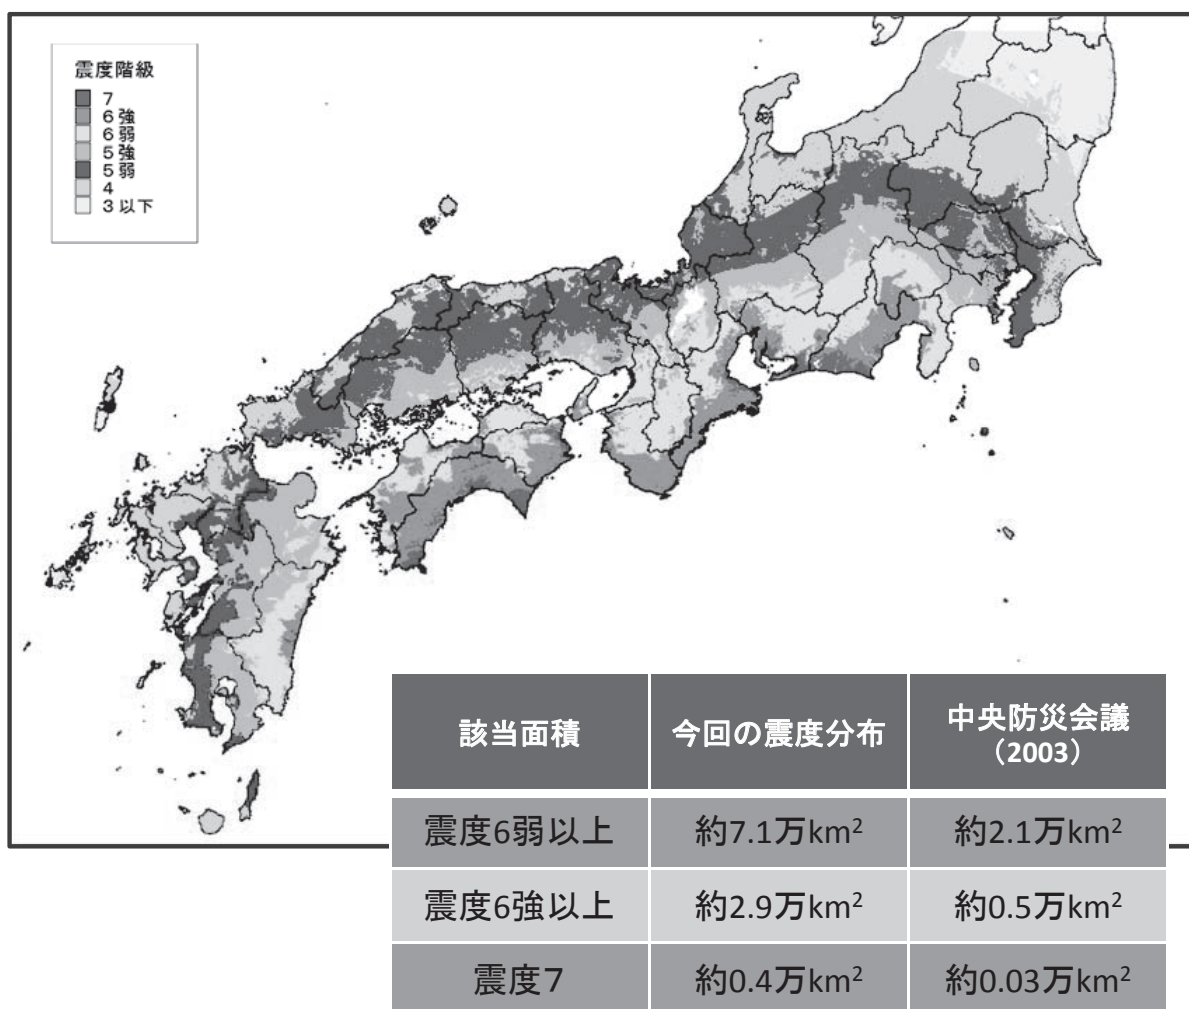 震度階級
7
6強
6弱
5強
5弱
4
3以下
該当面積 今回の震度分布 中央防災会議
（2003）
震度6弱以上 約7.1万km² 約2.1万km²
震度6強以上 約2.9万km² 約0.5万km²
震度7 約0.4万km² 約0.03万km²